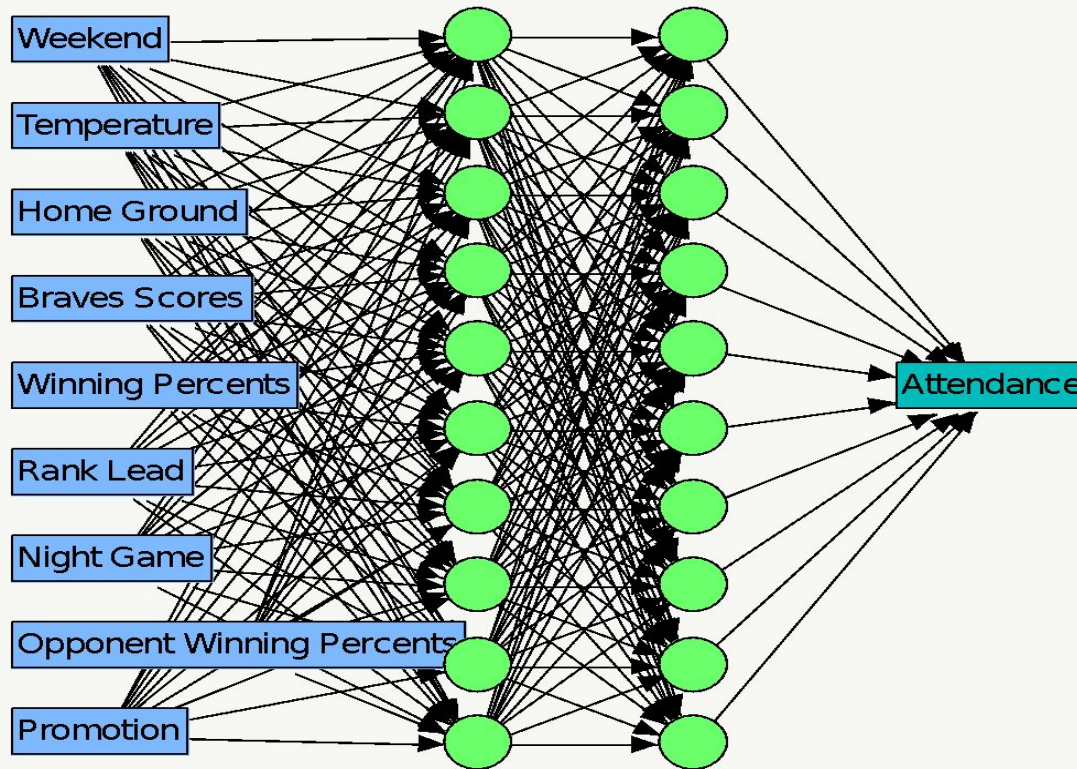 Weekend
Temperature
Home Ground
Braves Scores
Winning Percents
Rank Lead
Night Game
Opponent Winning Percents
Promotion
Attendance